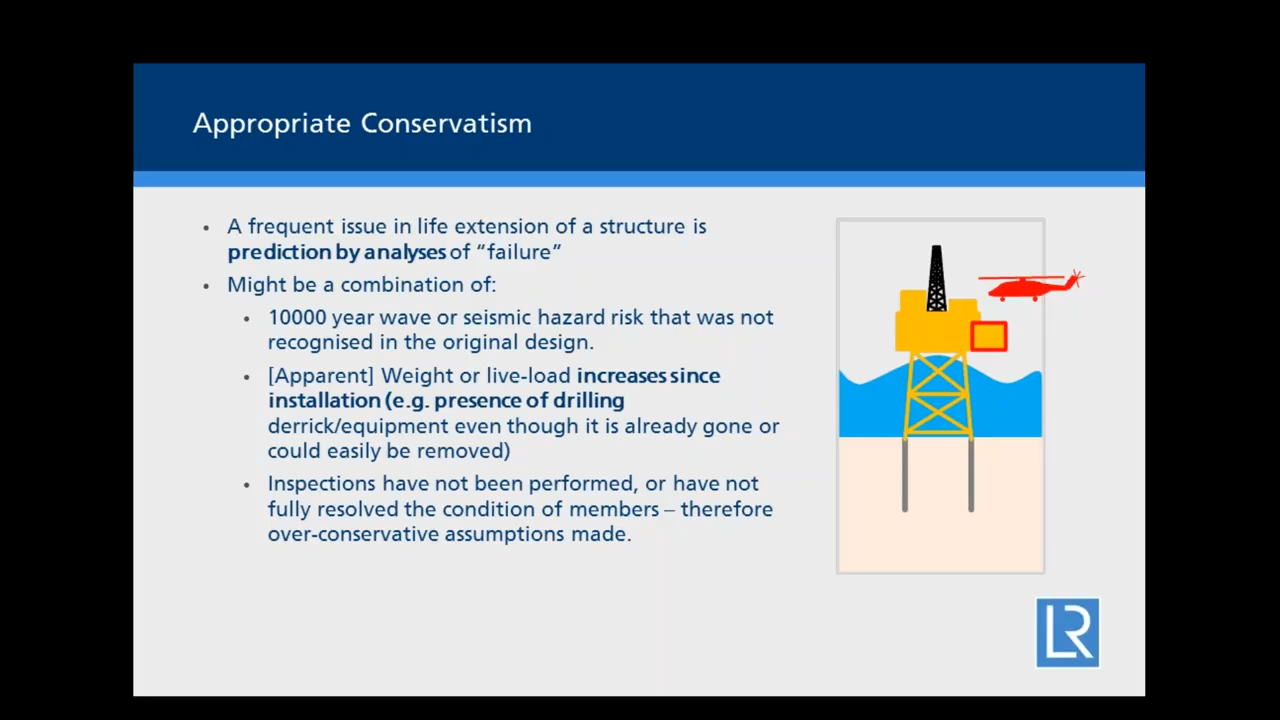 Appropriate Conservatism
• A frequent issue in life extension of a structure is
prediction by analyses of “failure”
• Might be a combination of:
• 10000 year wave or seismic hazard risk that was not
recognised in the original design.
• [Apparent] Weight or live-load increases since
installation (e.g. presence of drilling
derrick/equipment even though it is already gone or
could easily be removed)
• Inspections have not been performed, or have not
fully resolved the condition of members – therefore
over-conservative assumptions made.
LR